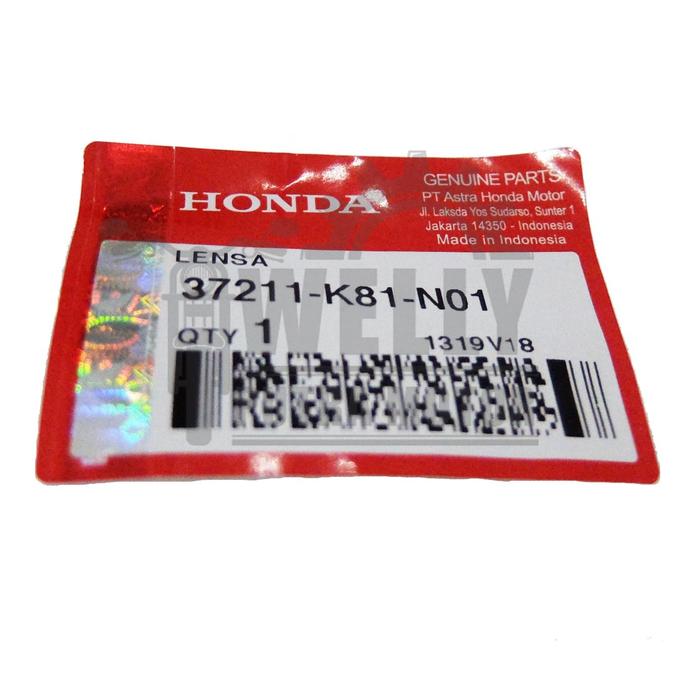 HONDA
GENUINE PARTS
PT Astra Honda Motor
Jl. Laksda Yos Sudarso, Sunter 1
Jakarta 14350 - Indonesia
Made in Indonesia
LENSA
37211-K81-N01
QTY 1
1319V18
WELLY